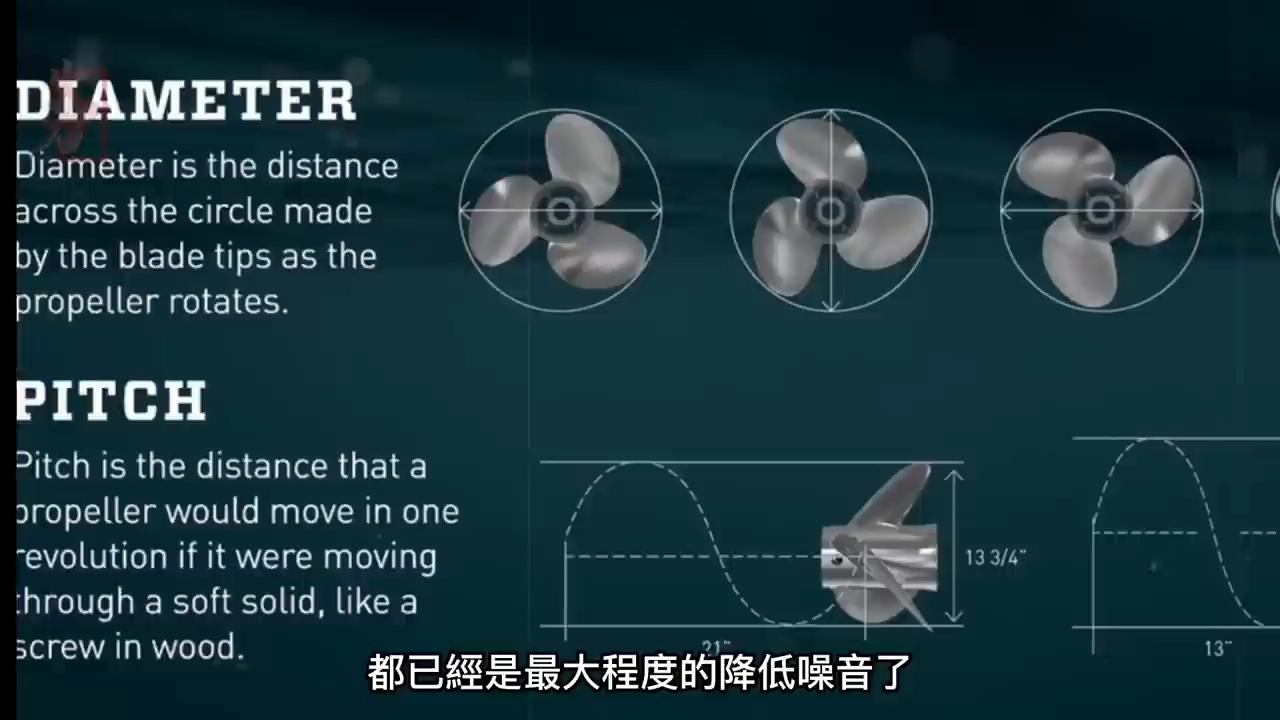 DIAMETER
Diameter is the distance
across the circle made
by the blade tips as the
propeller rotates.
PITCH
Pitch is the distance that a
propeller would move in one
revolution if it were moving
through a soft solid, like a
screw in wood.
13 3/4"
21"
13"
都已經是最大程度的降低噪音了